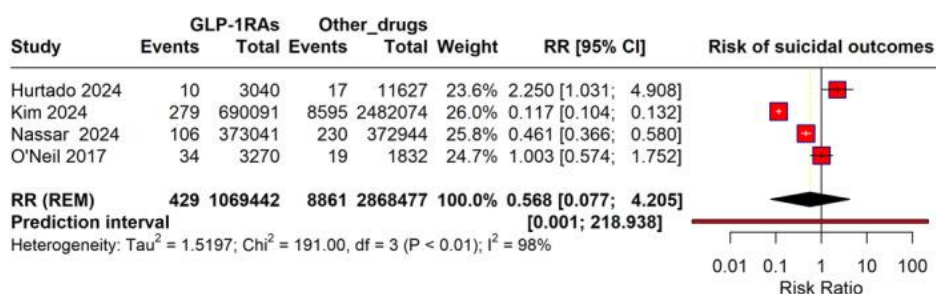 GLP-1RAs Other_drugs
Study Events Total Events Total Weight RR [95% CI] Risk of suicidal outcomes
Hurtado 2024 10 3040 17 11627 23.6% 2.250 [1.031; 4.908]
Kim 2024 279 690091 8595 2482074 26.0% 0.117 [0.104; 0.132]
Nassar 2024 106 373041 230 372944 25.8% 0.461 [0.366; 0.580]
O'Neil 2017 34 3270 19 1832 24.7% 1.003 [0.574; 1.752]
RR (REM) 429 1069442 8861 2868477 100.0% 0.568 [0.077; 4.205]
Prediction interval [0.001; 218.938]
Heterogeneity: Tau² = 1.5197; Chi² = 191.00, df = 3 (P < 0.01); I² = 98%
0.01 0.1 1 10 100
Risk Ratio